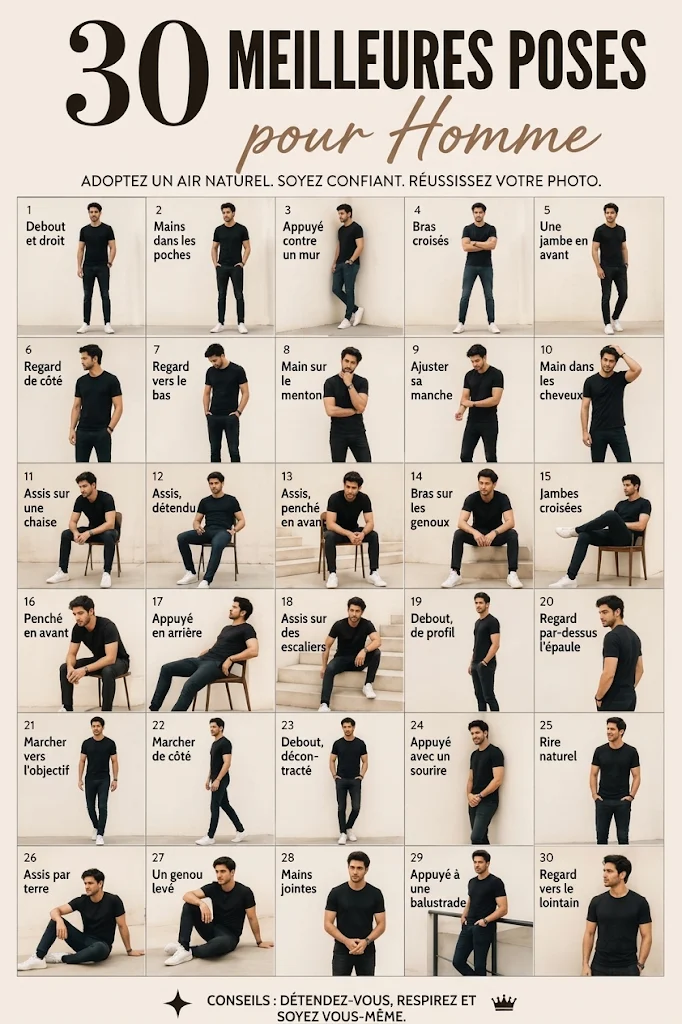 30 MEILLEURES POSES
pour Homme
ADOPTEZ UN AIR NATUREL. SOYEZ CONFIANT. RÉUSSISSEZ VOTRE PHOTO.
1
Debout
et droit
2
Mains
dans les
poches
3
Appuyé
contre
un mur
4
Bras
croisés
5
Une
jambe en
avant
6
Regard
de côté
7
Regard
vers le
bas
8
Main sur
le
menton
9
Ajuster
sa
manche
10
Main dans
les
cheveux
11
Assis sur
une
chaise
12
Assis,
détendu
13
Assis,
penché
en avant
14
Bras sur
les
genoux
15
Jambes
croisées
16
Penché
en avant
17
Appuyé
en arrière
18
Assis sur
des
escaliers
19
Debout,
de profil
20
Regard
par-dessus
l'épaule
21
Marcher
vers
l'objectif
22
Marcher
de côté
23
Debout,
décon-
tracté
24
Appuyé
avec un
sourire
25
Rire
naturel
26
Assis par
terre
27
Un genou
levé
28
Mains
jointes
29
Appuyé à
une
balustrade
30
Regard
vers le
lointain
CONSEILS : DÉTENDEZ-VOUS, RESPIREZ ET
SOYEZ VOUS-MÊME.